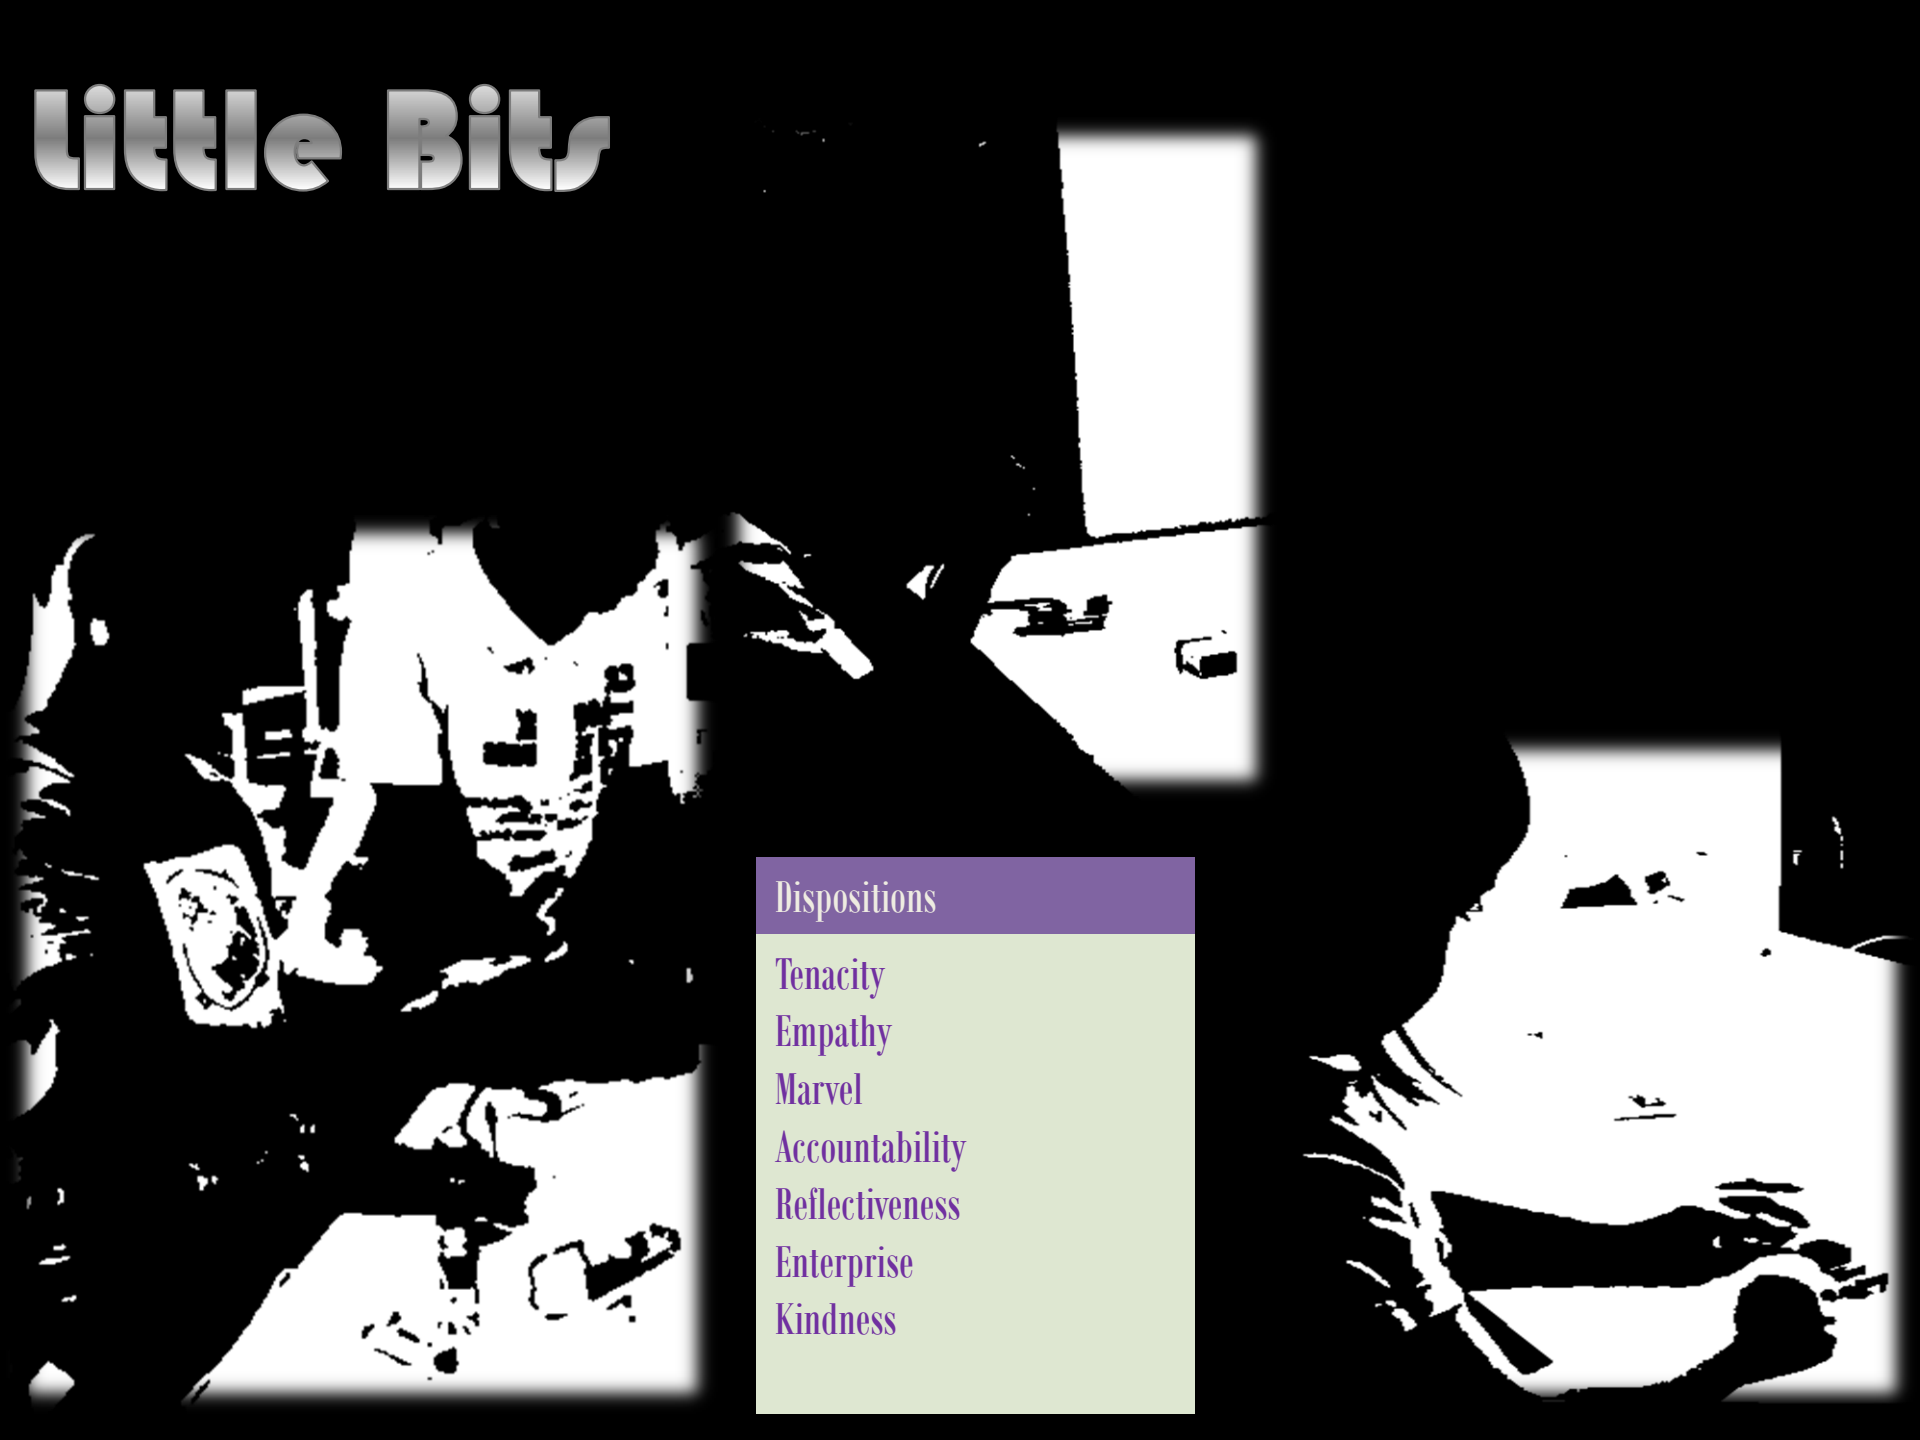 Little Bits
Dispositions
Tenacity
Empathy
Marvel
Accountability
Reflectiveness
Enterprise
Kindness